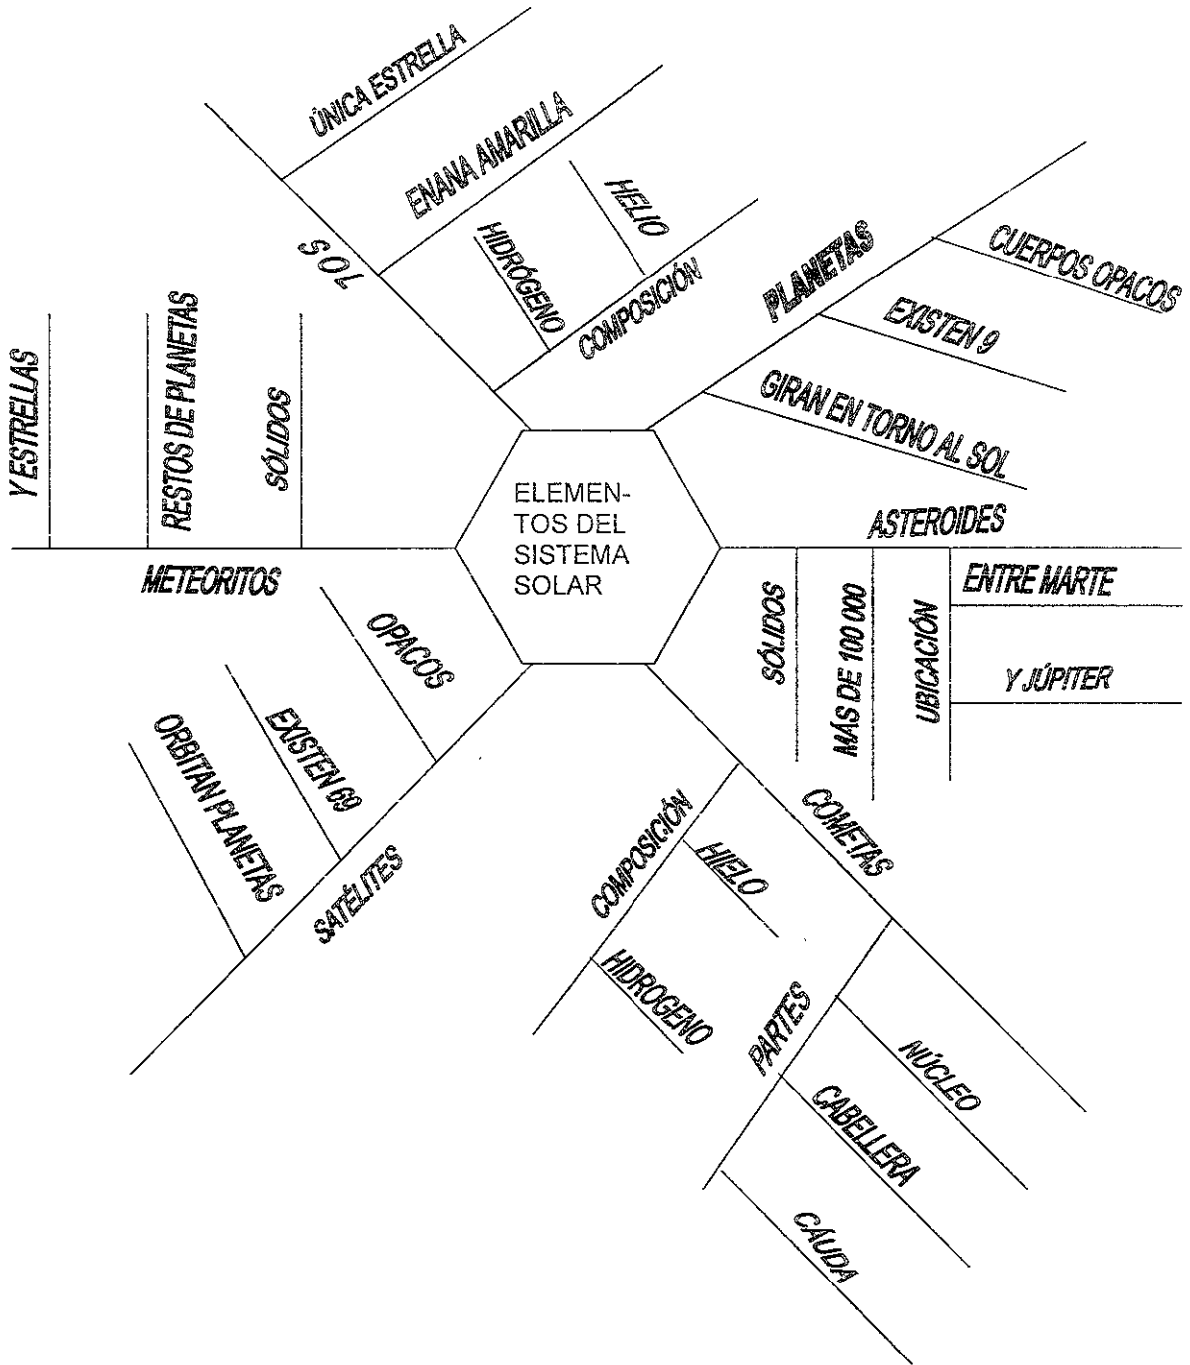 ÚNICA ESTRELLA
ENANA AMARILLA
HELIO
HIDRÓGENO
COMPOSICIÓN
SOL
PLANETAS
CUERPOS OPACOS
EXISTEN 9
GIRAN EN TORNO AL SOL
Y ESTRELLAS
RESTOS DE PLANETAS
SÓLIDOS
METEORITOS
ELEMEN-
TOS DEL
SISTEMA
SOLAR
ASTEROIDES
SÓLIDOS
MÁS DE 100 000
UBICACIÓN
ENTRE MARTE
Y JÚPITER
OPACOS
EXISTEN 69
ORBITAN PLANETAS
SATÉLITES
COMETAS
COMPOSICIÓN
HIELO
HIDROGENO
PARTES
NÚCLEO
CABELLERA
CÁUDA